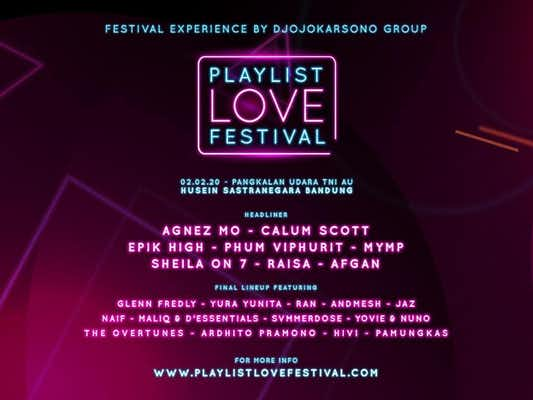 FESTIVAL EXPERIENCE BY DJOJOKARSONO GROUP
PLAYLIST
LOVE
FESTIVAL
02.02.20 - PANGKALAN UDARA TNI AU
HUSEIN SASTRANEGARA BANDUNG
HEADLINER
AGNEZ MO - CALUM SCOTT
EPIK HIGH - PHUM VIPHURIT - MYMP
SHEILA ON 7 - RAISA - AFGAN
FINAL LINEUP FEATURING
GLENN FREDLY - YURA YUNITA - RAN - ANDMESH - JAZ
NAIF - MALIQ & D'ESSENTIALS - SVMMERDOSE - YOVIE & NUNO
THE OVERTUNES - ARDHITO PRAMONO - HIVI - PAMUNGKAS
FOR MORE INFO
WWW.PLAYLISTLOVEFESTIVAL.COM